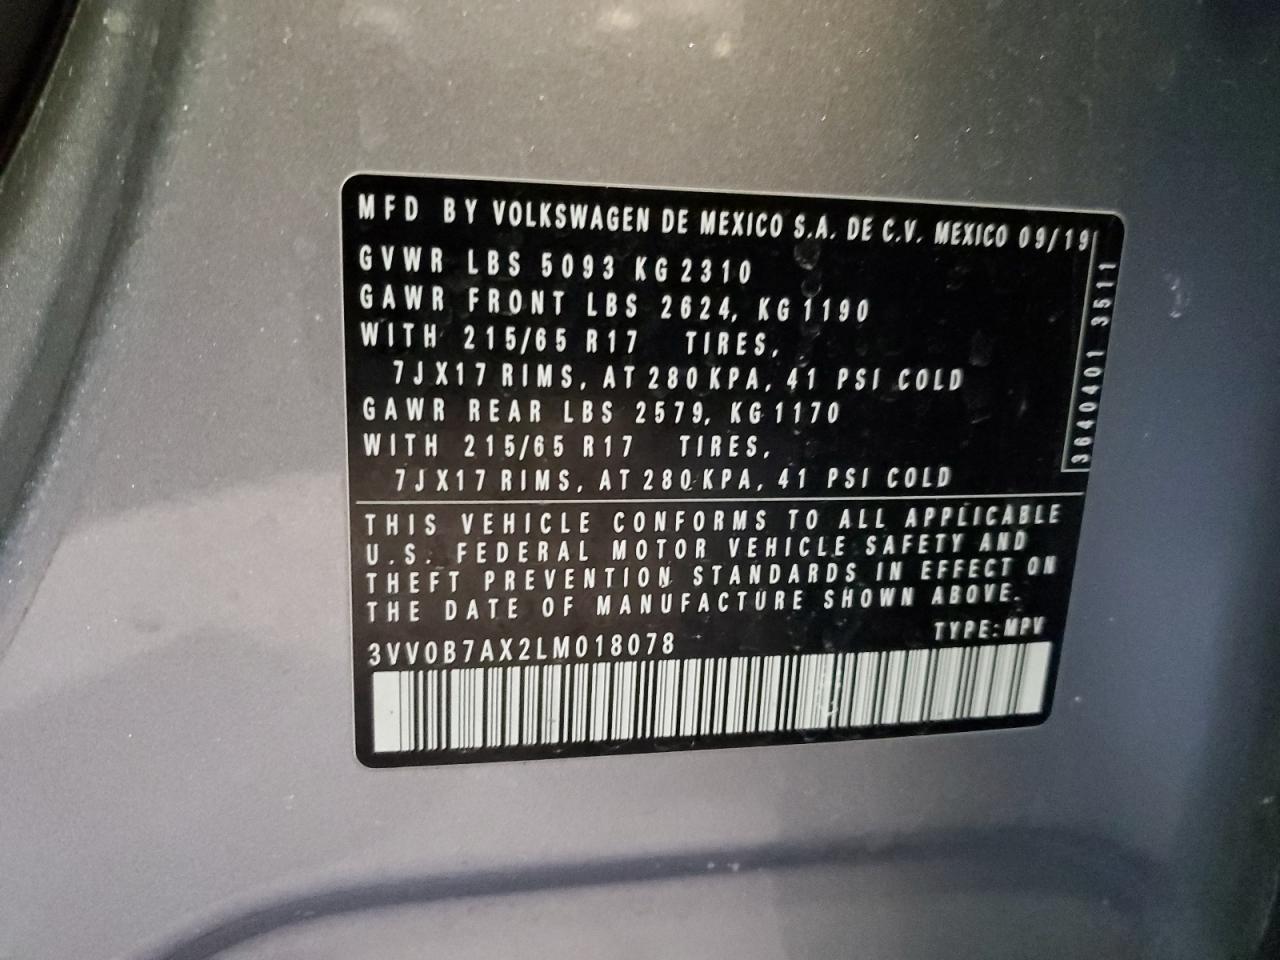 MFD BY VOLKSWAGEN DE MEXICO S.A. DE C.V. MEXICO 09/19
GVWR LBS 5093 KG 2310
GAWR FRONT LBS 2624, KG 1190
WITH 215/65 R17 TIRES,
7JX17 RIMS, AT 280 KPA, 41 PSI COLD
GAWR REAR LBS 2579, KG 1170
WITH 215/65 R17 TIRES,
7JX17 RIMS, AT 280 KPA, 41 PSI COLD
3640401 3511
THIS VEHICLE CONFORMS TO ALL APPLICABLE
U.S. FEDERAL MOTOR VEHICLE SAFETY AND
THEFT PREVENTION STANDARDS IN EFFECT ON
THE DATE OF MANUFACTURE SHOWN ABOVE.
TYPE:MPV
3VV0B7AX2LM018078